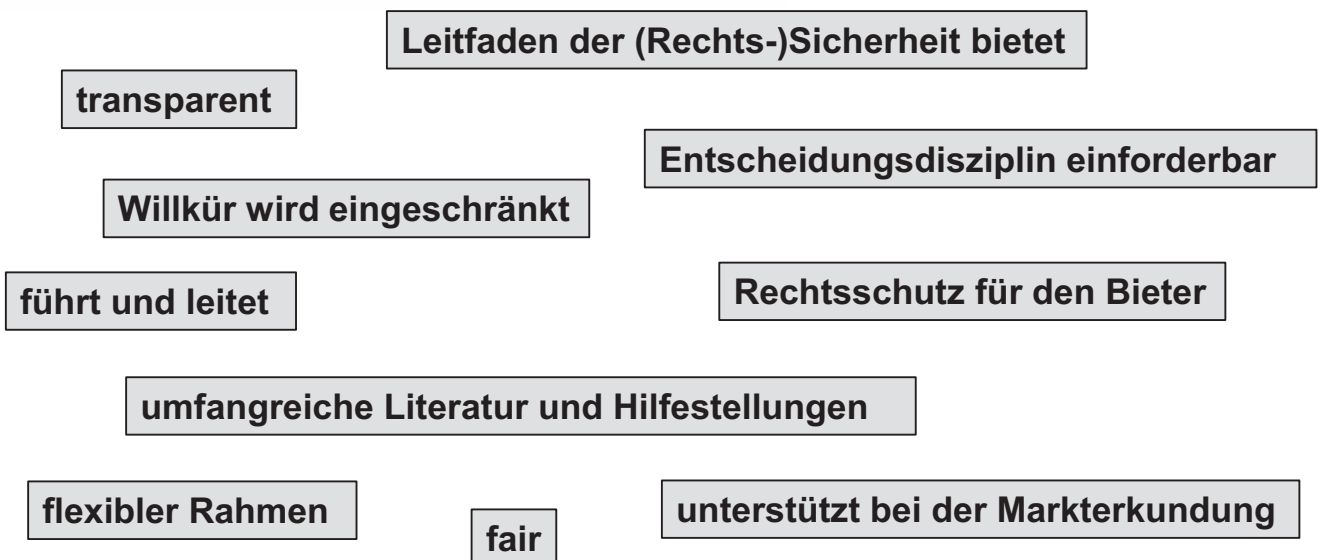 Leitfaden der (Rechts-)Sicherheit bietet
transparent
Entscheidungsdisziplin einforderbar
Willkür wird eingeschränkt
Rechtsschutz für den Bieter
führt und leitet
umfangreiche Literatur und Hilfestellungen
flexibler Rahmen
unterstützt bei der Markterkundung
fair